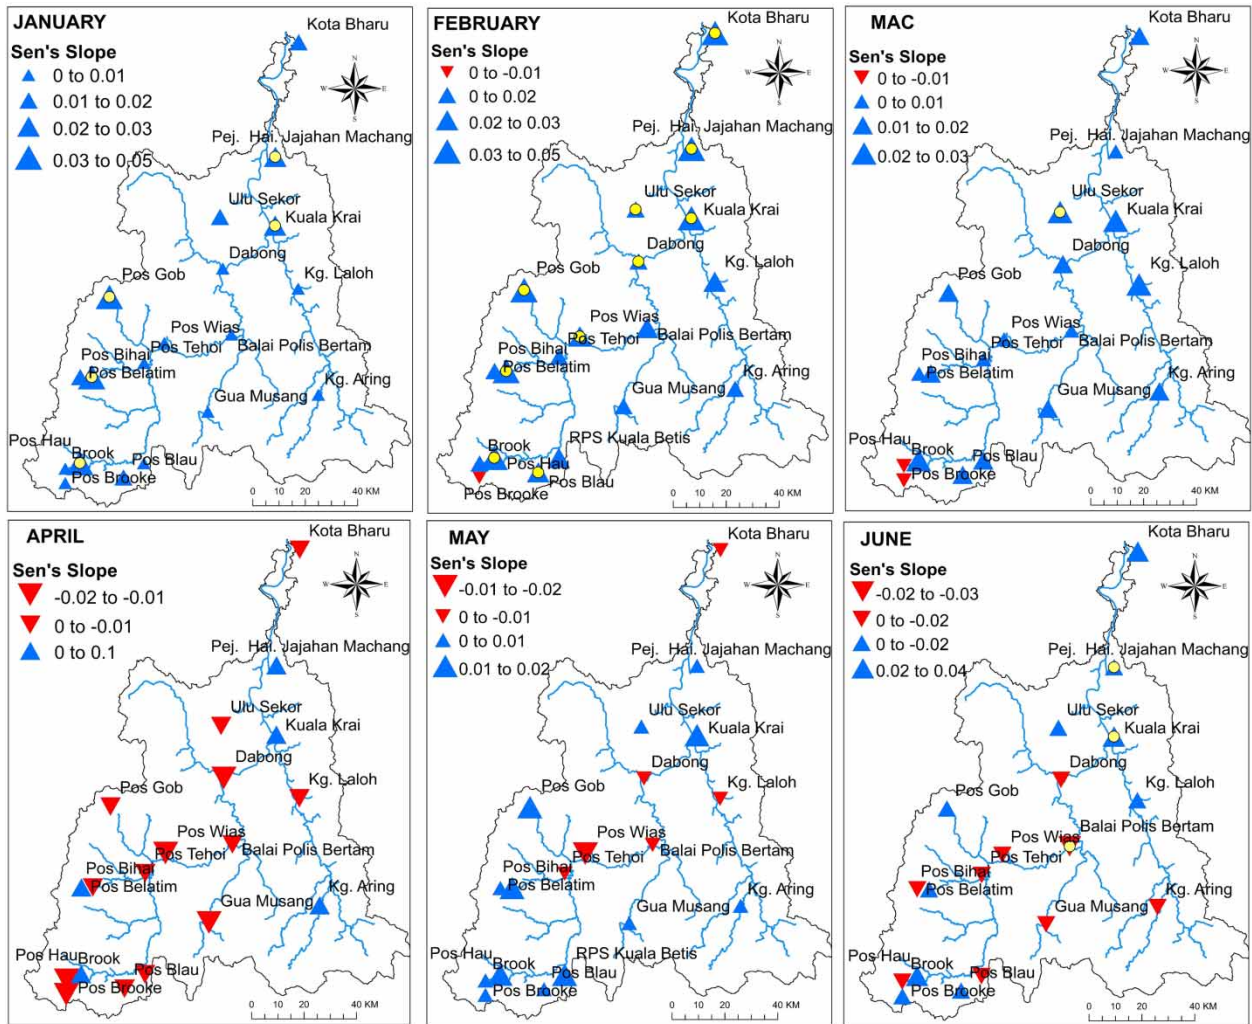 JANUARY
Kota Bharu
Sen's Slope
0 to 0.01
0.01 to 0.02
0.02 to 0.03
0.03 to 0.05
N
W E
S
Pej. Hai. Jajahan Machang
Ulu Sekor
Kuala Krai
Dabong
Kg. Laloh
Pos Gob
Pos Wias
Pos Tehoi
Balai Polis Bertam
Pos Bihai
Pos Belatim
Kg. Aring
Gua Musang
Pos Hau
Brook
Pos Blau
Pos Brooke
0 10 20 40 KM
FEBRUARY
Kota Bharu
Sen's Slope
0 to -0.01
0 to 0.02
0.02 to 0.03
0.03 to 0.05
N
W E
S
Pej. Hai. Jajahan Machang
Ulu Sekor
Kuala Krai
Dabong
Kg. Laloh
Pos Gob
Pos Wias
Pos Tehoi
Balai Polis Bertam
Pos Bihai
Pos Belatim
Kg. Aring
Gua Musang
RPS Kuala Betis
Brook
Pos Hau
Pos Blau
Pos Brooke
0 10 20 40 KM
MAC
Kota Bharu
Sen's Slope
0 to -0.01
0 to 0.01
0.01 to 0.02
0.02 to 0.03
N
W E
S
Pej. Hai. Jajahan Machang
Ulu Sekor
Kuala Krai
Dabong
Kg. Laloh
Pos Gob
Pos Wias
Pos Tehoi
Balai Polis Bertam
Pos Bihai
Pos Belatim
Kg. Aring
Gua Musang
Pos Hau
Brook
Pos Blau
Pos Brooke
0 10 20 40 KM
APRIL
Kota Bharu
Sen's Slope
-0.02 to -0.01
0 to -0.01
0 to 0.1
N
W E
S
Pej. Hai. Jajahan Machang
Ulu Sekor
Kuala Krai
Dabong
Kg. Laloh
Pos Gob
Pos Wias
Pos Tehoi
Balai Polis Bertam
Pos Bihai
Pos Belatim
Kg. Aring
Gua Musang
Pos Hau
Brook
Pos Blau
Pos Brooke
0 10 20 40 KM
MAY
Kota Bharu
Sen's Slope
-0.01 to -0.02
0 to -0.01
0 to 0.01
0.01 to 0.02
N
W E
S
Pej. Hai. Jajahan Machang
Ulu Sekor
Kuala Krai
Dabong
Kg. Laloh
Pos Gob
Pos Wias
Pos Tehoi
Balai Polis Bertam
Pos Bihai
Pos Belatim
Kg. Aring
Gua Musang
Pos Hau
RPS Kuala Betis
Brook
Pos Blau
Pos Brooke
0 10 20 40 KM
JUNE
Kota Bharu
Sen's Slope
-0.02 to -0.03
0 to -0.02
0 to -0.02
0.02 to 0.04
N
W E
S
Pej. Hai. Jajahan Machang
Ulu Sekor
Kuala Krai
Dabong
Kg. Laloh
Pos Gob
Balai Polis Bertam
Pos Wias
Pos Tehoi
Pos Bihai
Pos Belatim
Kg. Aring
Gua Musang
Pos Hau
Brook
Pos Blau
Pos Brooke
0 10 20 40 KM